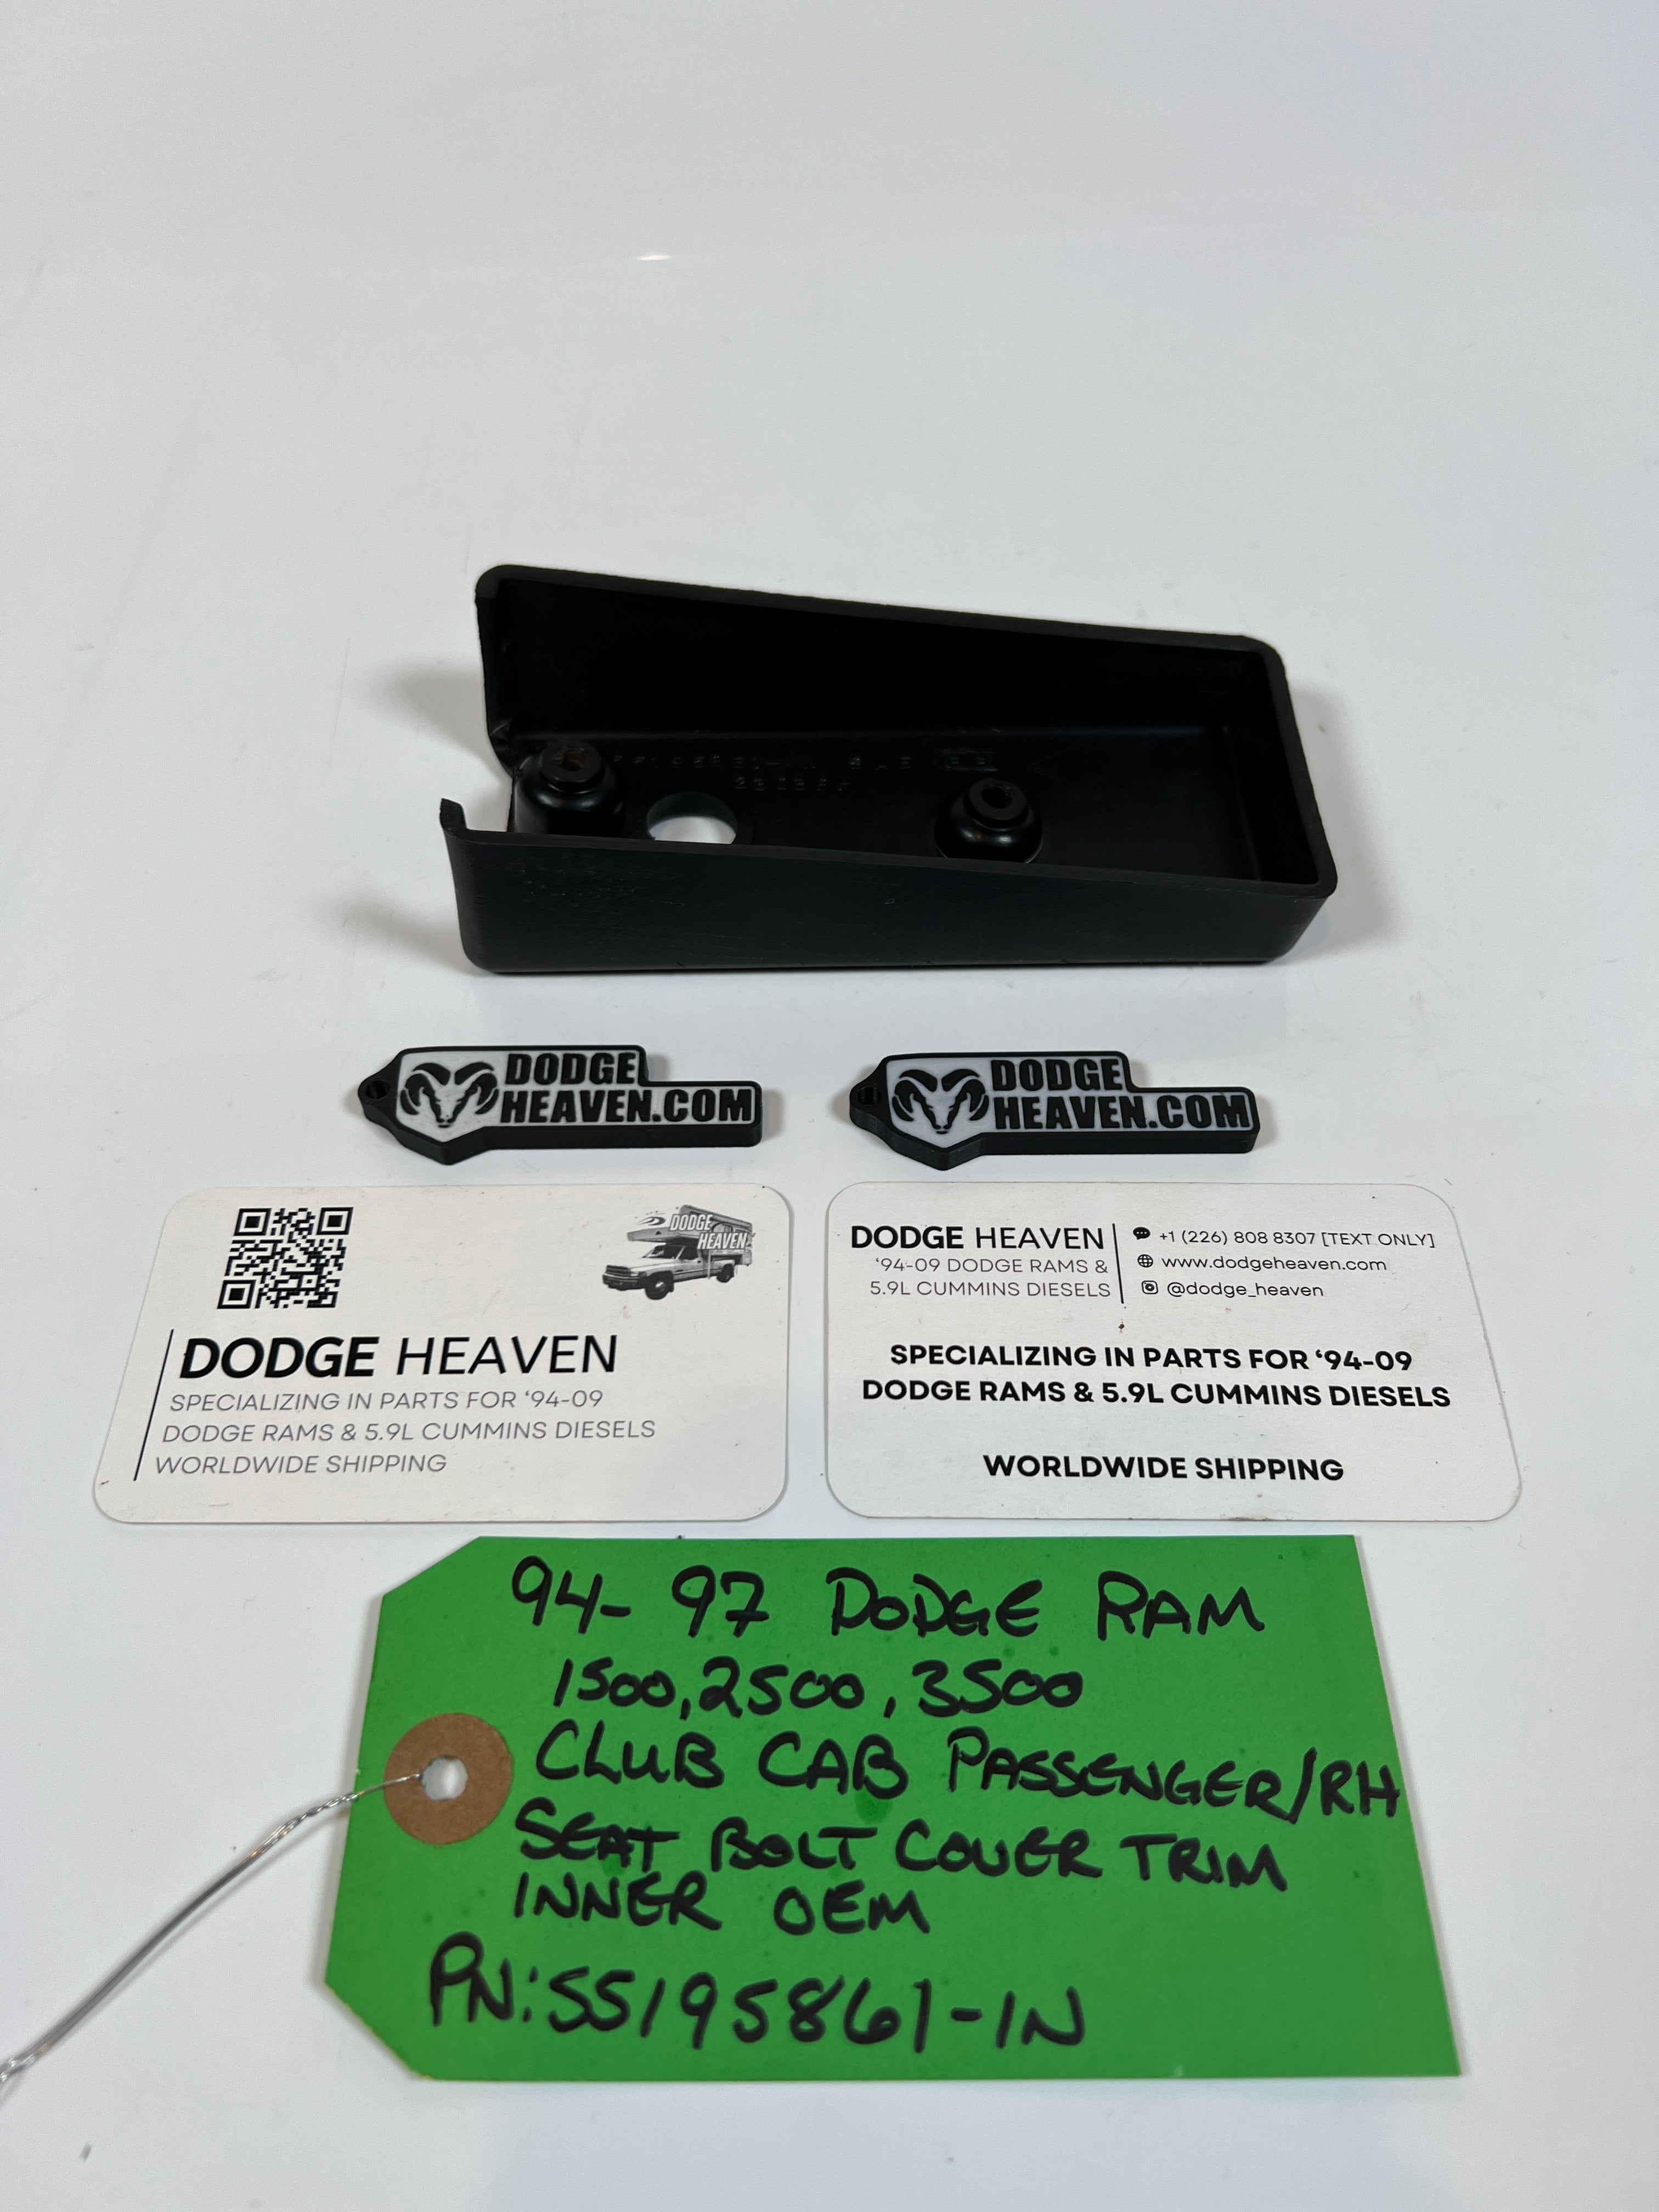 DODGE
HEAVEN.COM
DODGE
HEAVEN.COM
DODGE
HEAVEN
DODGE HEAVEN
SPECIALIZING IN PARTS FOR ‘94-09
DODGE RAMS & 5.9L CUMMINS DIESELS
WORLDWIDE SHIPPING
DODGE HEAVEN
‘94-09 DODGE RAMS &
5.9L CUMMINS DIESELS
+1 (226) 808 8307 [TEXT ONLY]
www.dodgeheaven.com
@dodge_heaven
SPECIALIZING IN PARTS FOR ‘94-09
DODGE RAMS & 5.9L CUMMINS DIESELS
WORLDWIDE SHIPPING
94-97 DODGE RAM
1500, 2500, 3500
CLUB CAB PASSENGER/RH
SEAT BOLT COVER TRIM
INNER OEM
PN: 55195861-IN